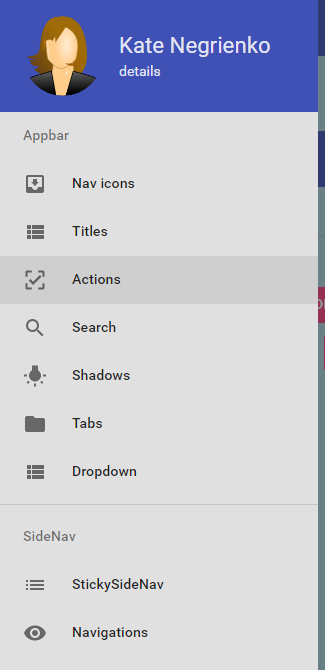 Kate Negrienko
details
Appbar
Nav icons
Titles
Actions
Search
Shadows
Tabs
Dropdown
SideNav
StickySideNav
Navigations